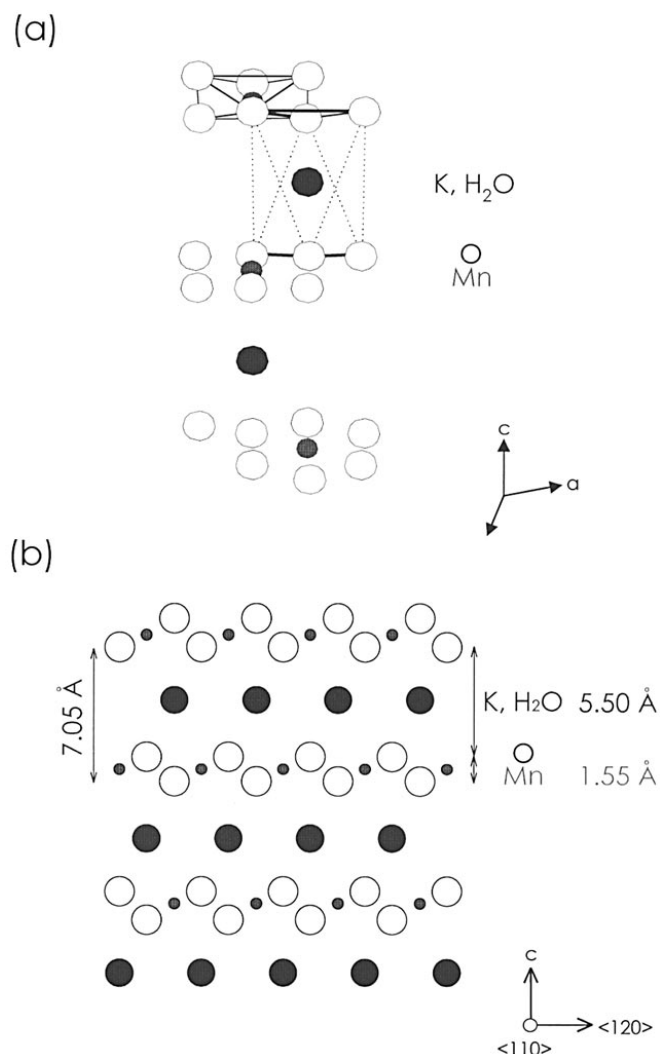 (a)
K, H₂O
O
Mn
c
a
(b)
7.05 Å
K, H₂O 5.50 Å
O
Mn 1.55 Å
c
<120>
<110>